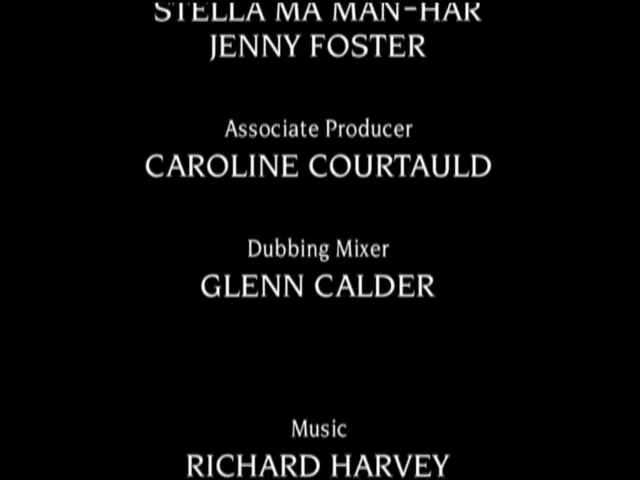 STELLA MA MAN-HAR
JENNY FOSTER
Associate Producer
CAROLINE COURTAULD
Dubbing Mixer
GLENN CALDER
Music
RICHARD HARVEY